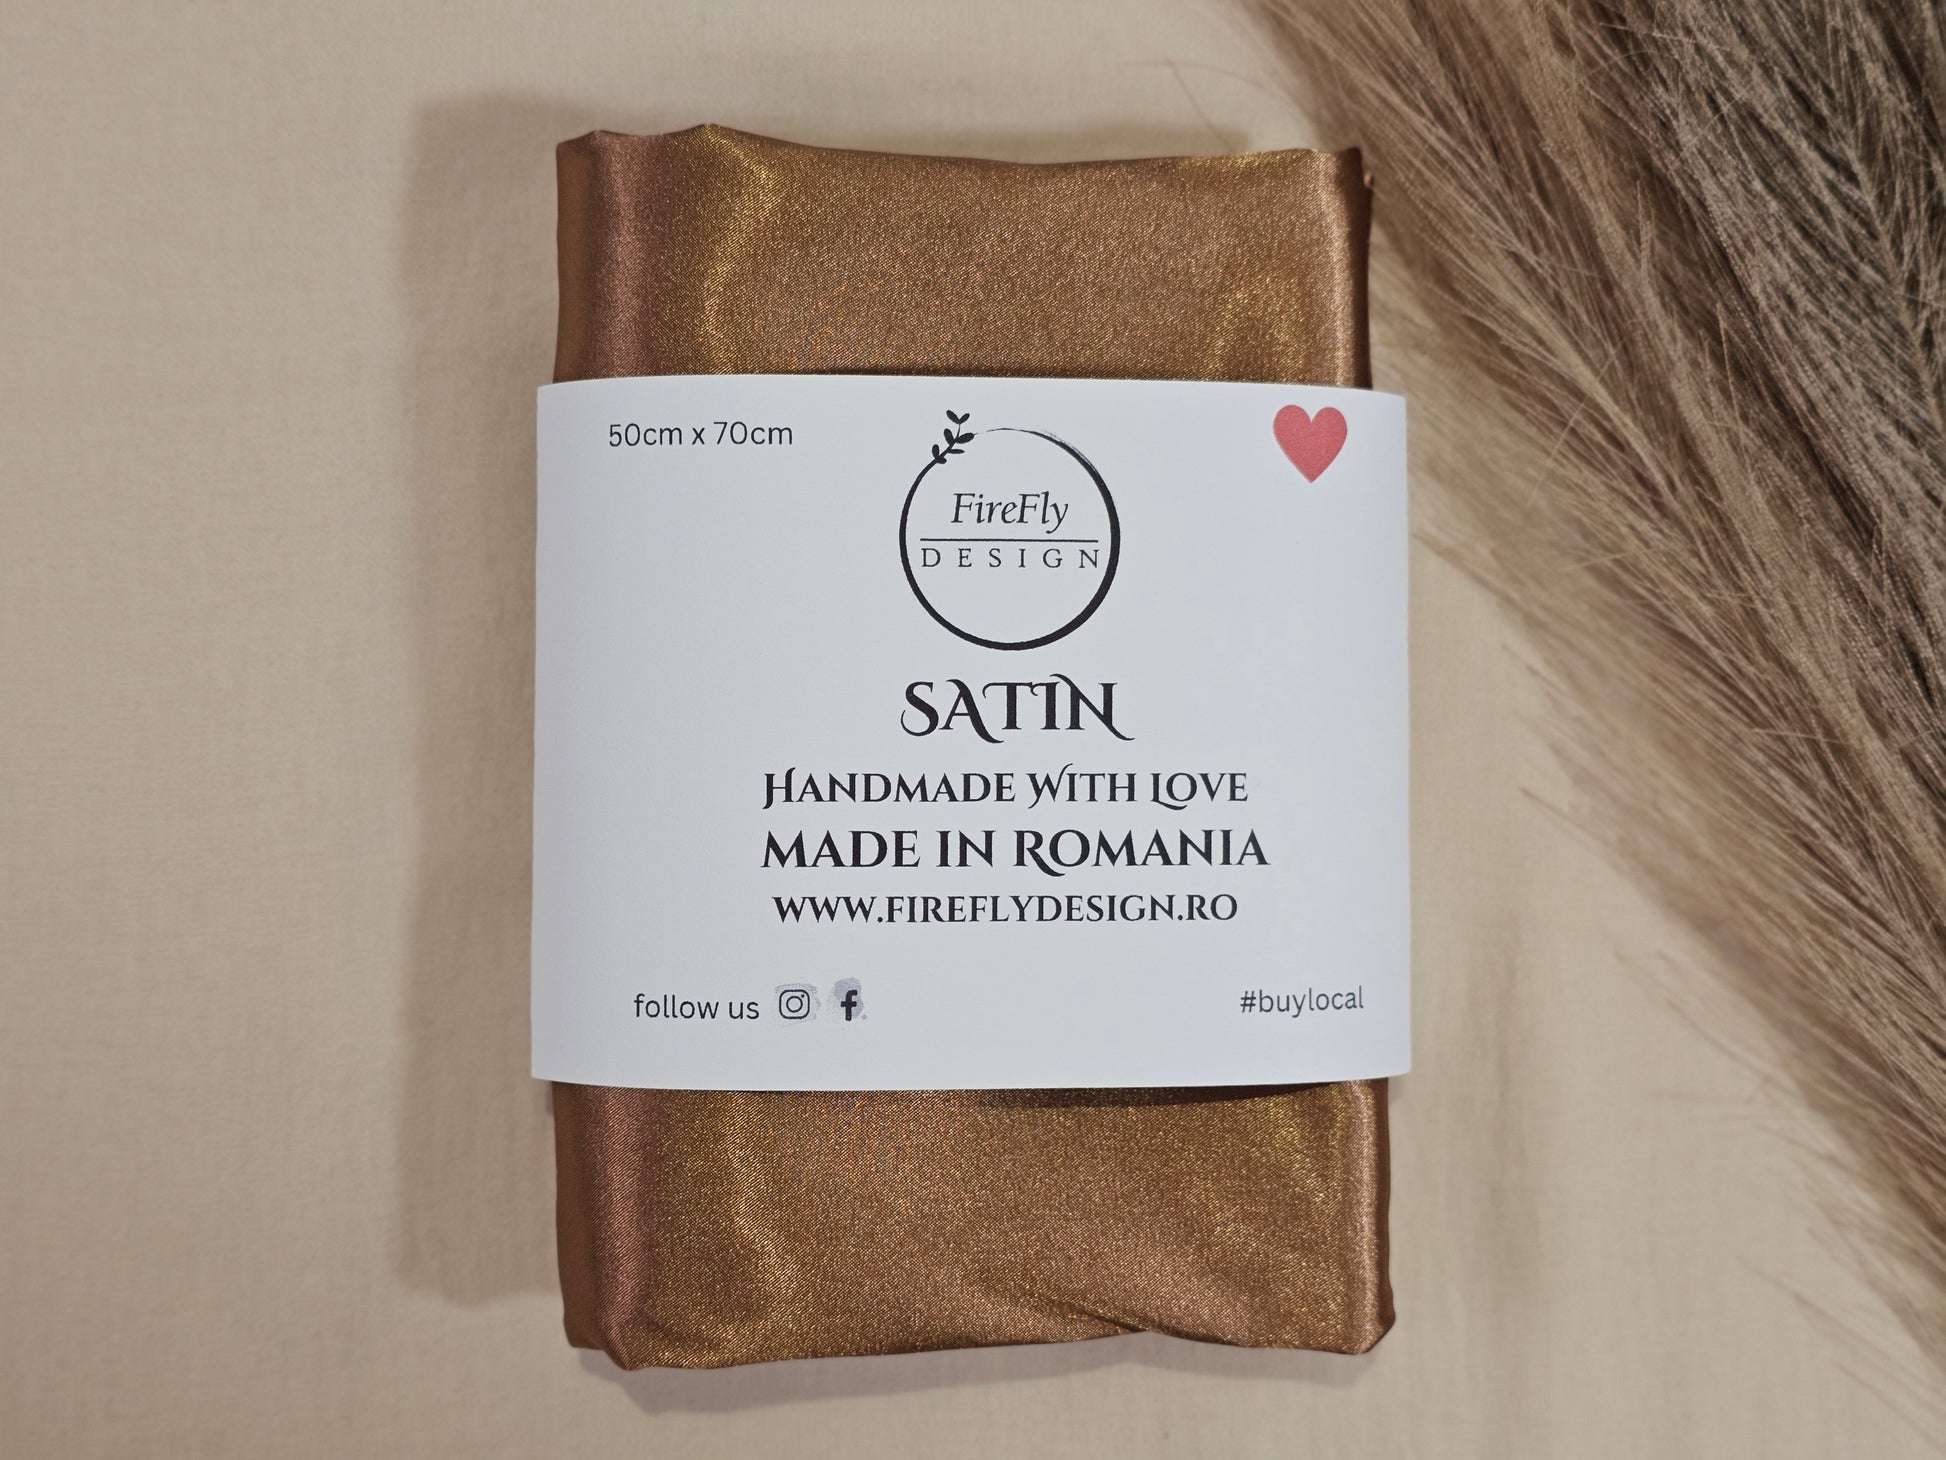 50cm x 70cm
FireFly
DESIGN
SATIN
HANDMADE WITH LOVE
MADE IN ROMANIA
WWW.FIREFLYDESIGN.RO
follow us
#buylocal